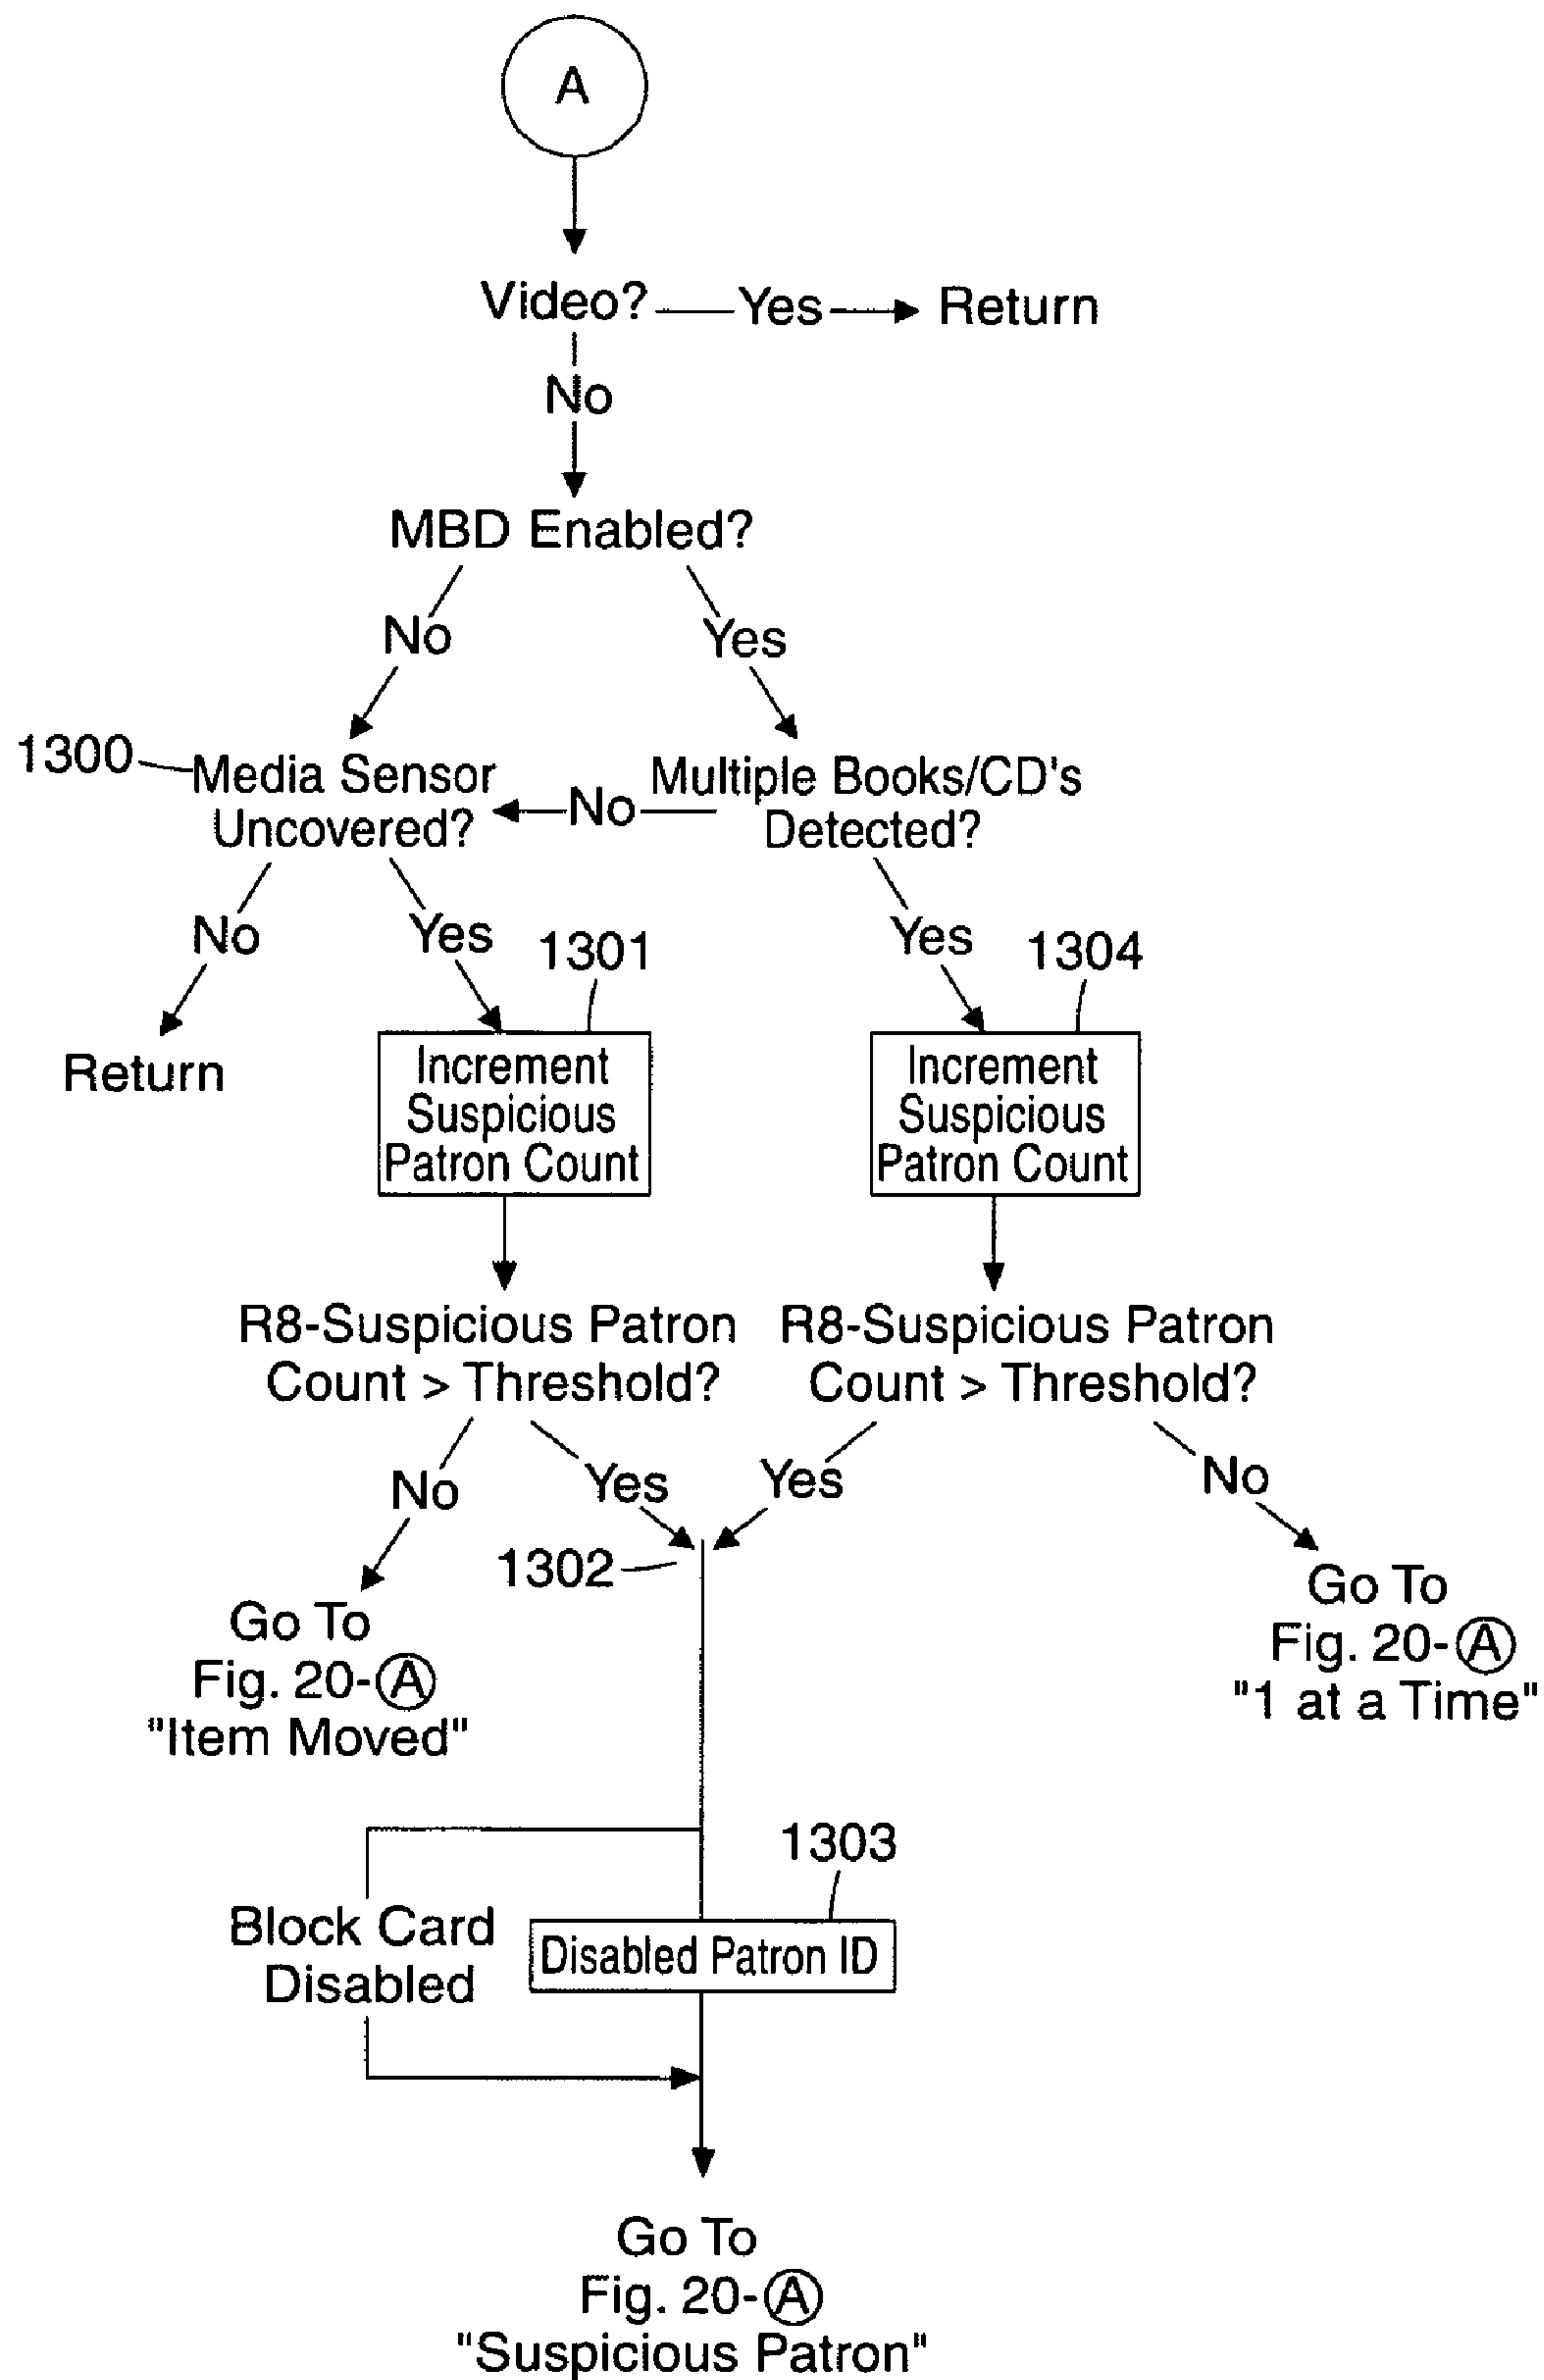 A
Video? Yes Return
No
MBD Enabled?
No Yes
1300 Media Sensor Multiple Books/CD's
Uncovered? No Detected?
No Yes 1301 Yes 1304
Return
Increment Increment
Suspicious Suspicious
Patron Count Patron Count
R8-Suspicious Patron R8-Suspicious Patron
Count > Threshold? Count > Threshold?
No Yes Yes No
1302
Go To Go To
Fig. 20-A Fig. 20-A
"Item Moved" "1 at a Time"
1303
Block Card Disabled Patron ID
Disabled
Go To
Fig. 20-A
"Suspicious Patron"